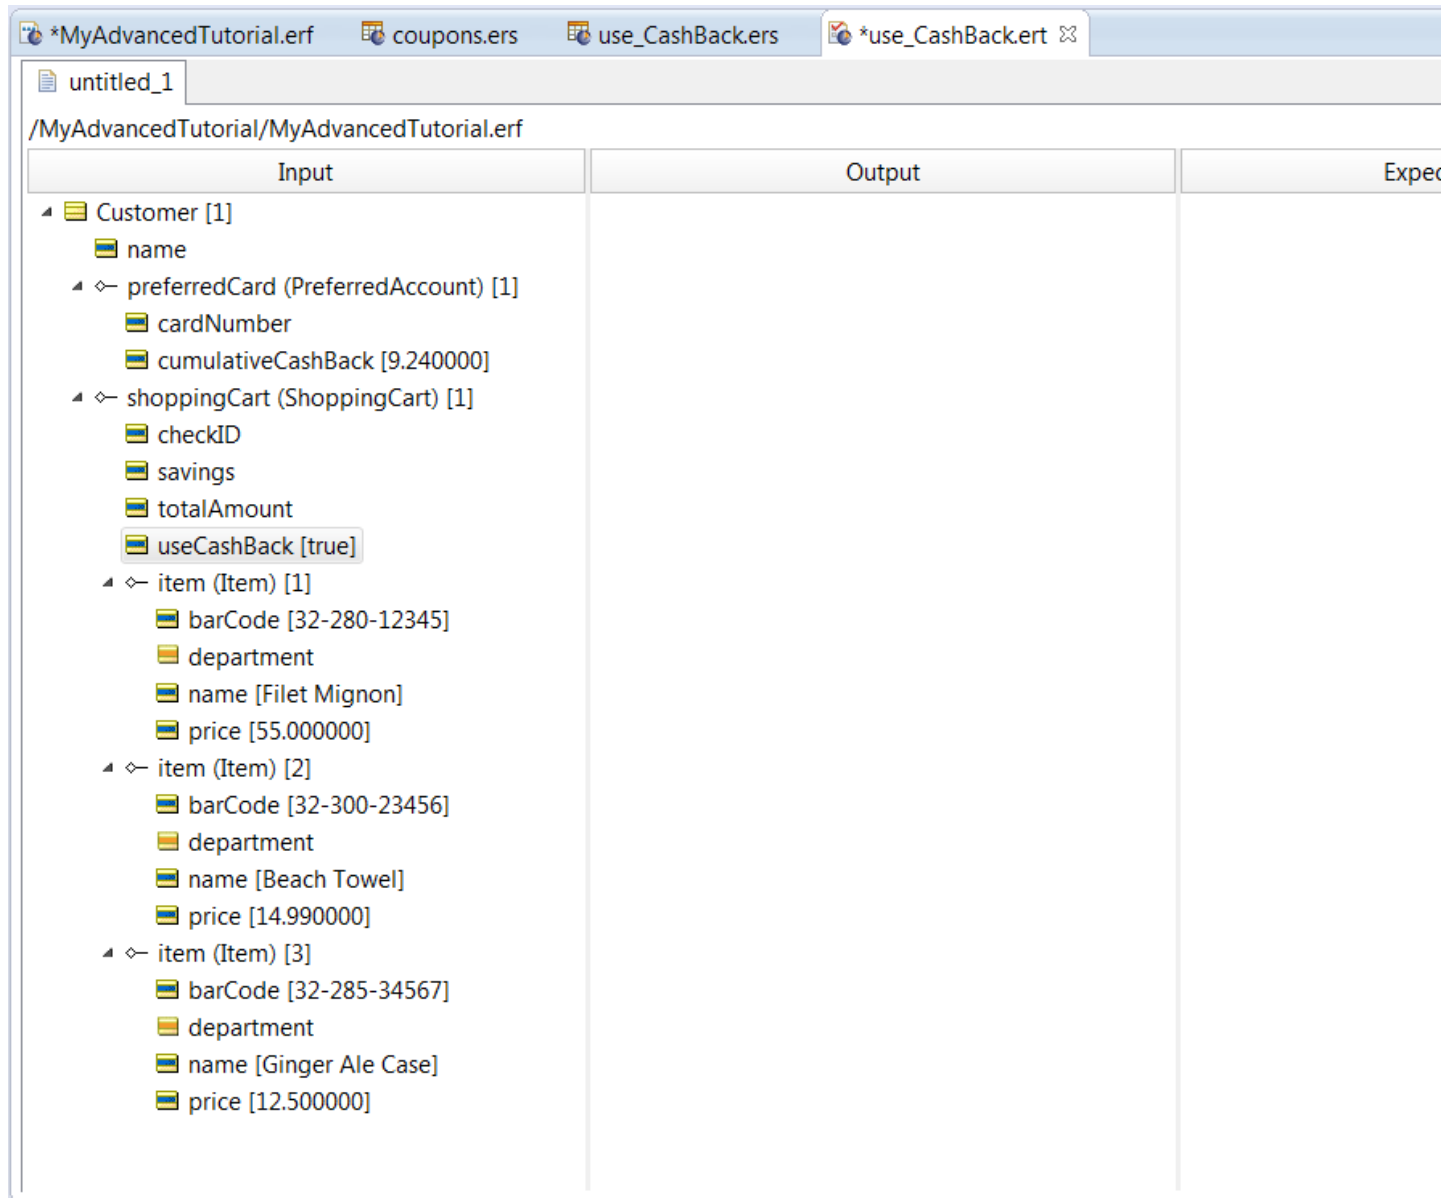 *MyAdvancedTutorial.erf coupons.ers use_CashBack.ers *use_CashBack.ert
untitled_1
/MyAdvancedTutorial/MyAdvancedTutorial.erf
Input Output Expec
Customer [1]
name
preferredCard (PreferredAccount) [1]
cardNumber
cumulativeCashBack [9.240000]
shoppingCart (ShoppingCart) [1]
checkID
savings
totalAmount
useCashBack [true]
item (Item) [1]
barCode [32-280-12345]
department
name [Filet Mignon]
price [55.000000]
item (Item) [2]
barCode [32-300-23456]
department
name [Beach Towel]
price [14.990000]
item (Item) [3]
barCode [32-285-34567]
department
name [Ginger Ale Case]
price [12.500000]